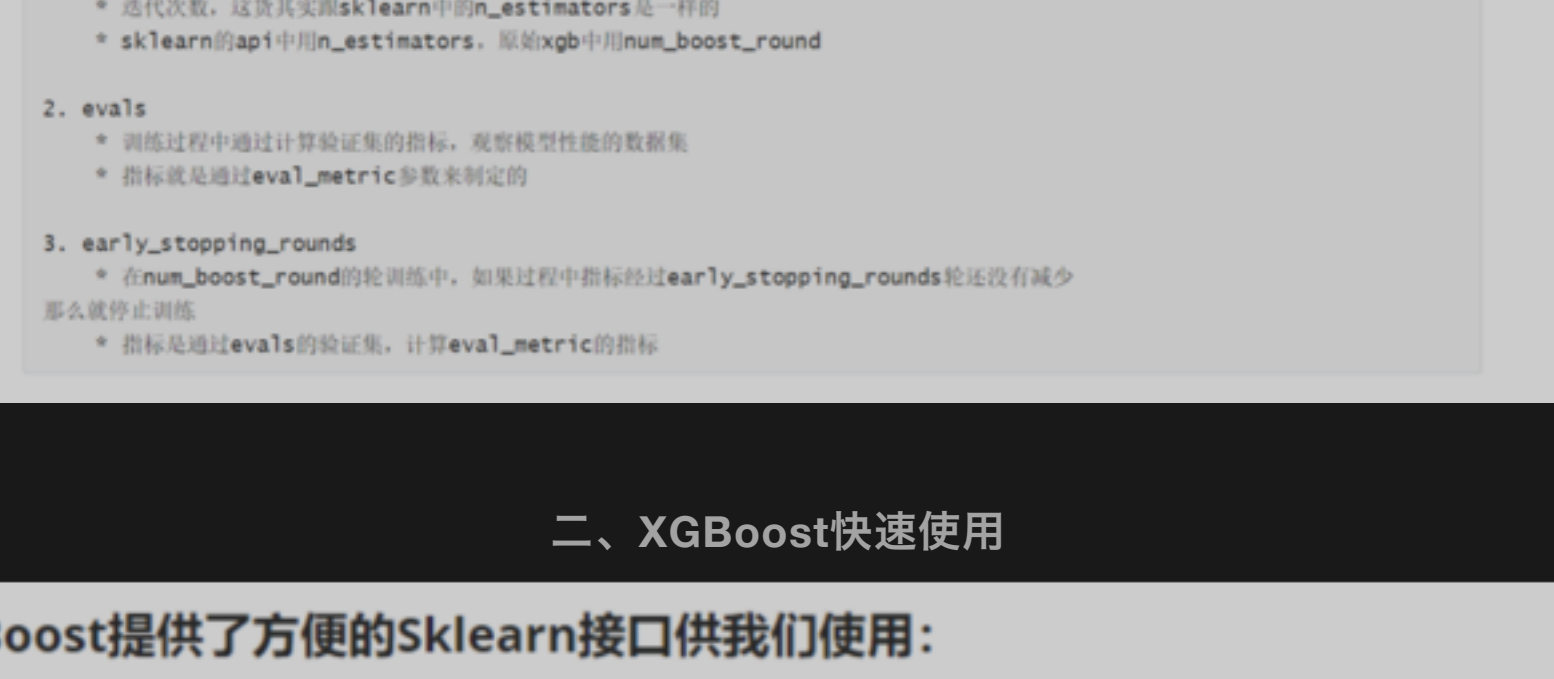 * 迭代次数，这货其实跟sklearn中的n_estimators是一样的
* sklearn的api中用n_estimators，原始xgb中用num_boost_round
2. evals
* 训练过程中通过计算验证集的指标，观察模型性能的数据集
* 指标就是通过eval_metric参数来制定的
3. early_stopping_rounds
* 在num_boost_round的轮训练中，如果过程中指标经过early_stopping_rounds轮还没有减少
那么就停止训练
* 指标是通过evals的验证集，计算eval_metric的指标
二、XGBoost快速使用
oost提供了方便的Sklearn接口供我们使用：